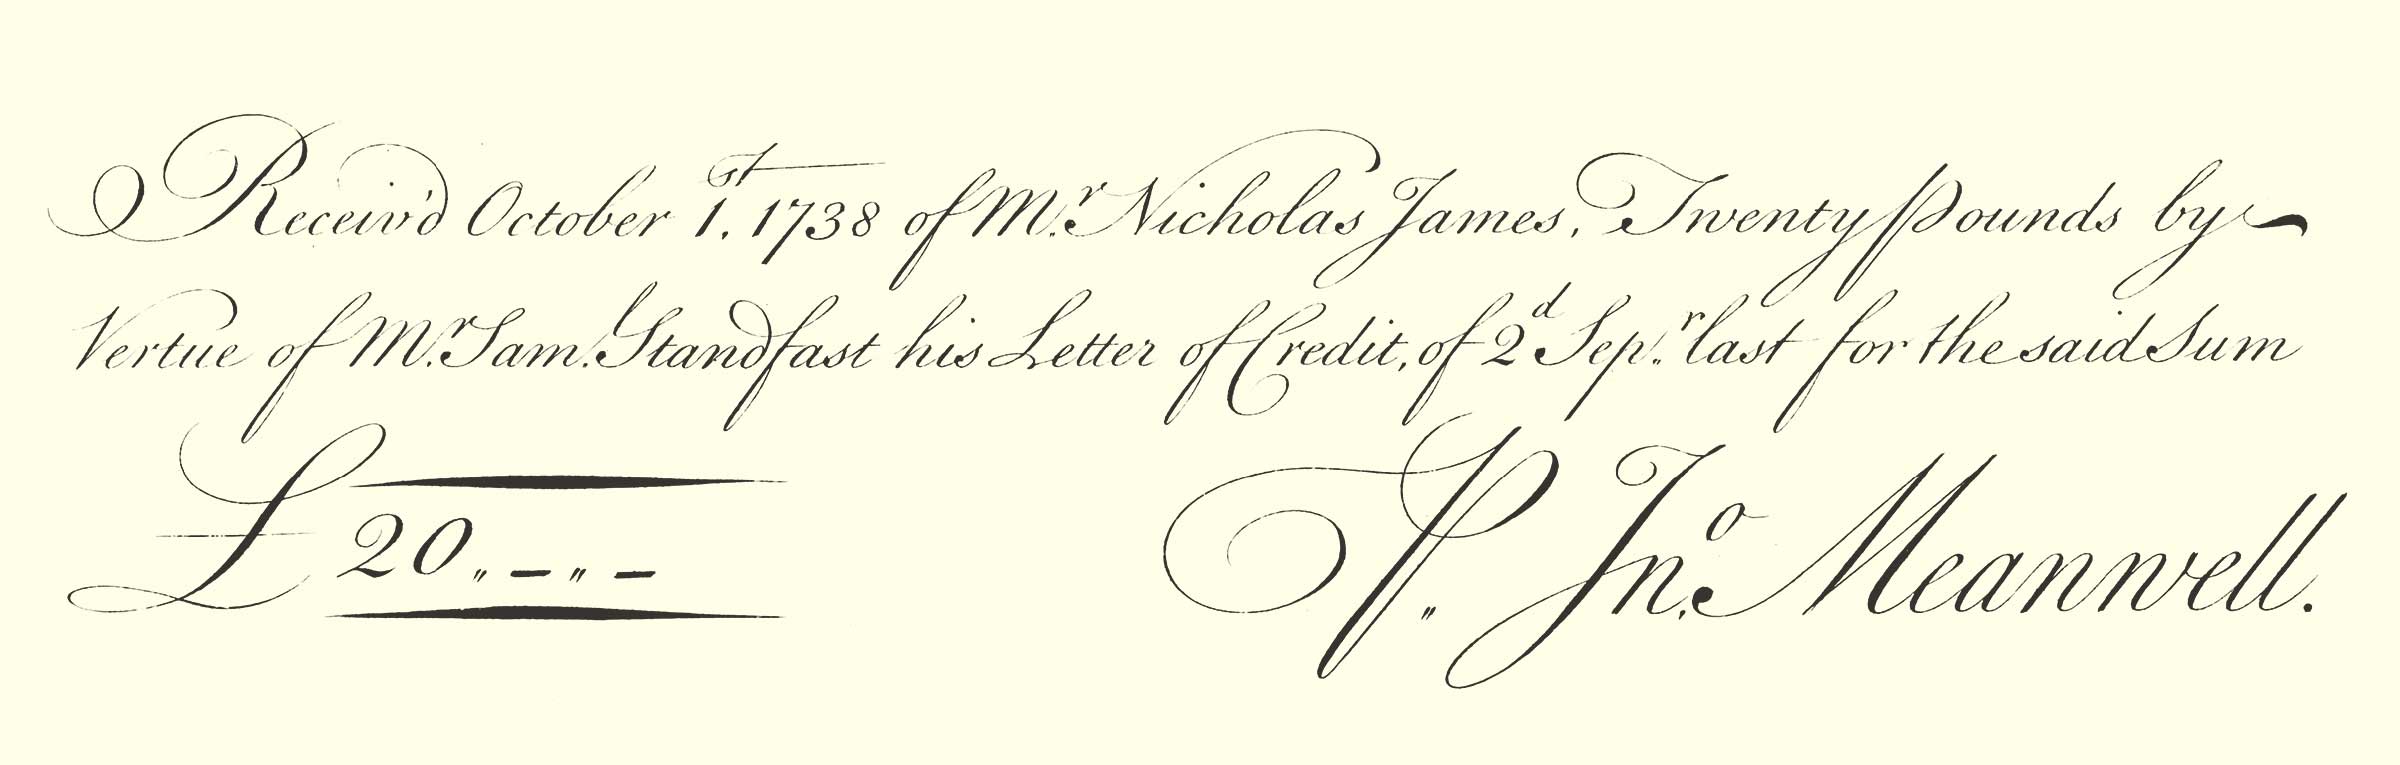 Receiv'd October 1.st 1738 of M.r Nicholas James, Twenty Pounds by
Vertue of M.r Sam.l Standfast his Letter of Credit, of 2d Sep.r last for the said Sum
£ 20 „ — „ — P „ Jn.o Meanwell.